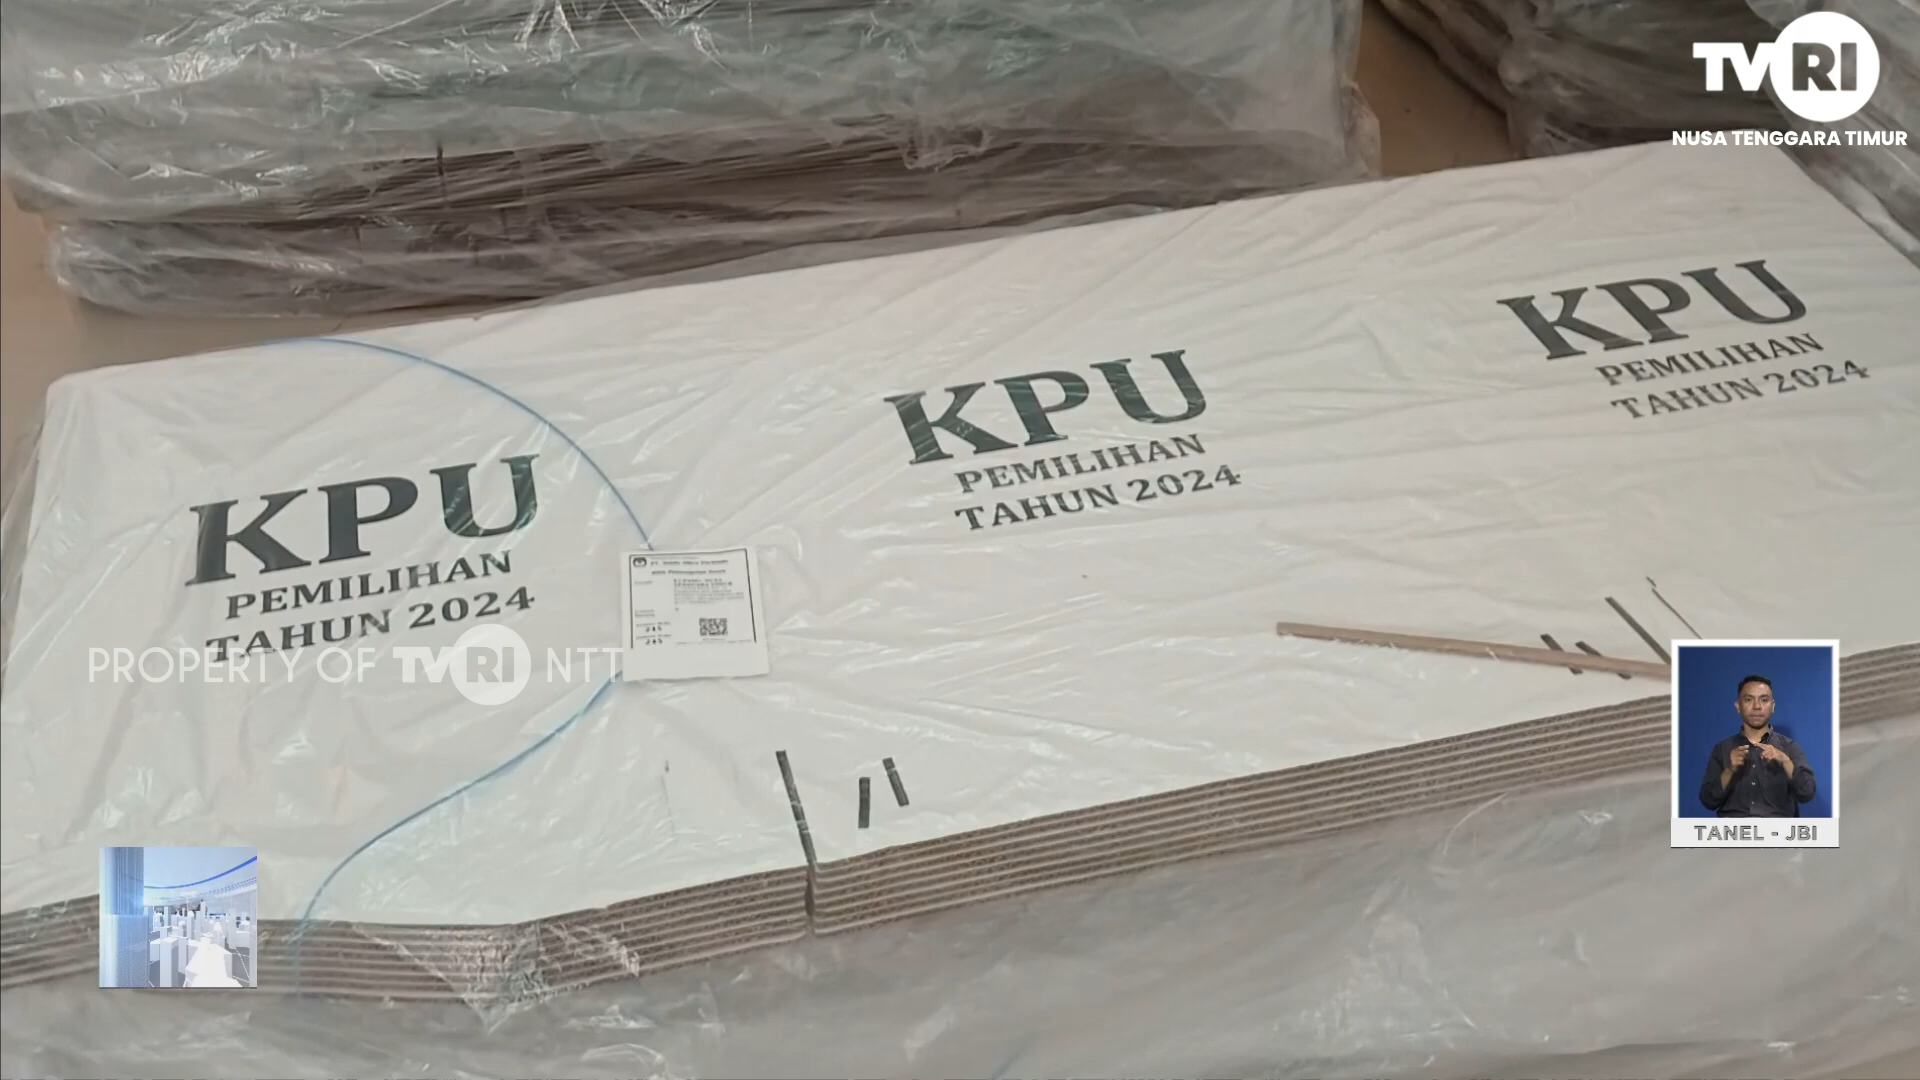 TVRI
NUSA TENGGARA TIMUR
KPU
PEMILIHAN
TAHUN 2024
KPU
PEMILIHAN
TAHUN 2024
KPU
PEMILIHAN
TAHUN 2024
PROPERTY OF TVRI NTT
TANEL - JBI